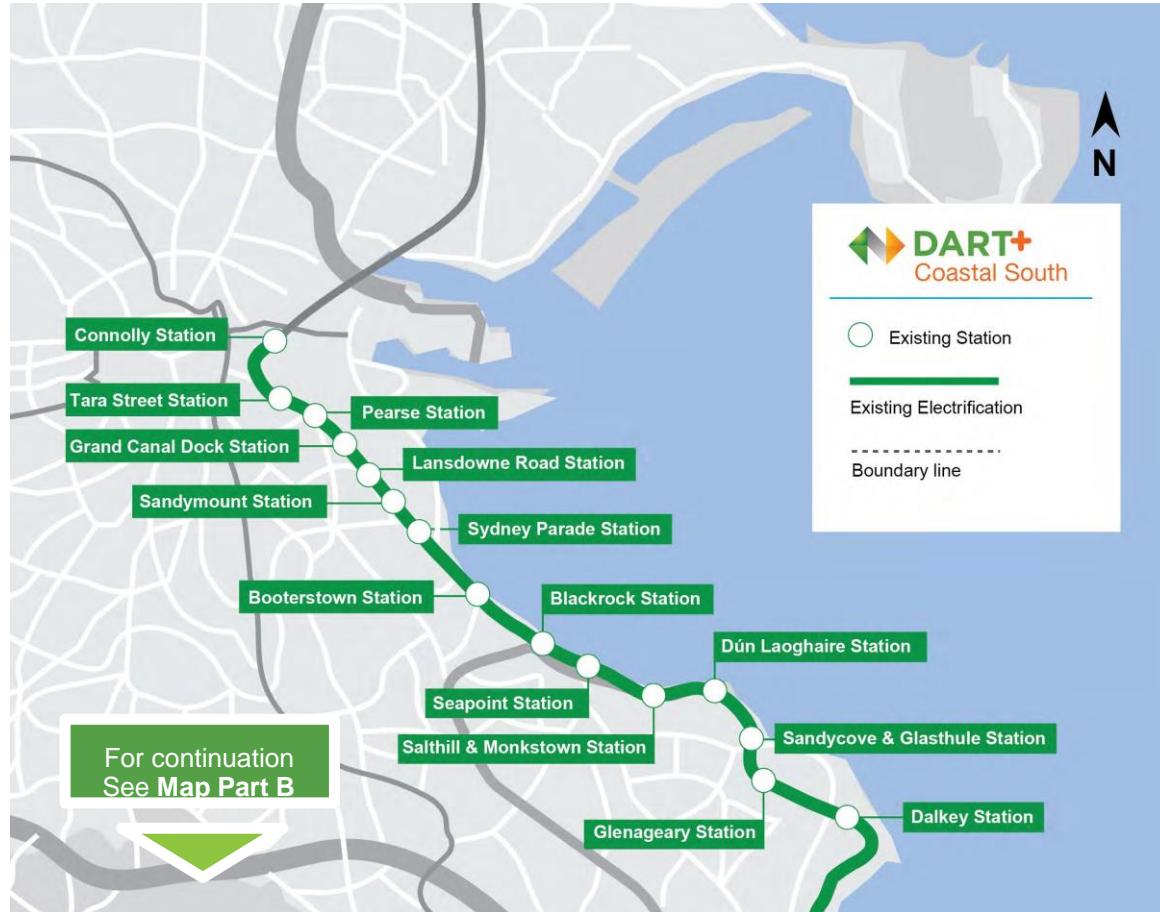 N
DART+
Coastal South
Existing Station
Existing Electrification
Boundary line
Connolly Station
Tara Street Station
Pearse Station
Grand Canal Dock Station
Lansdowne Road Station
Sandymount Station
Sydney Parade Station
Booterstown Station
Blackrock Station
Dún Laoghaire Station
Seapoint Station
Salthill & Monkstown Station
Sandycove & Glasthule Station
Glenageary Station
Dalkey Station
For continuation
See Map Part B